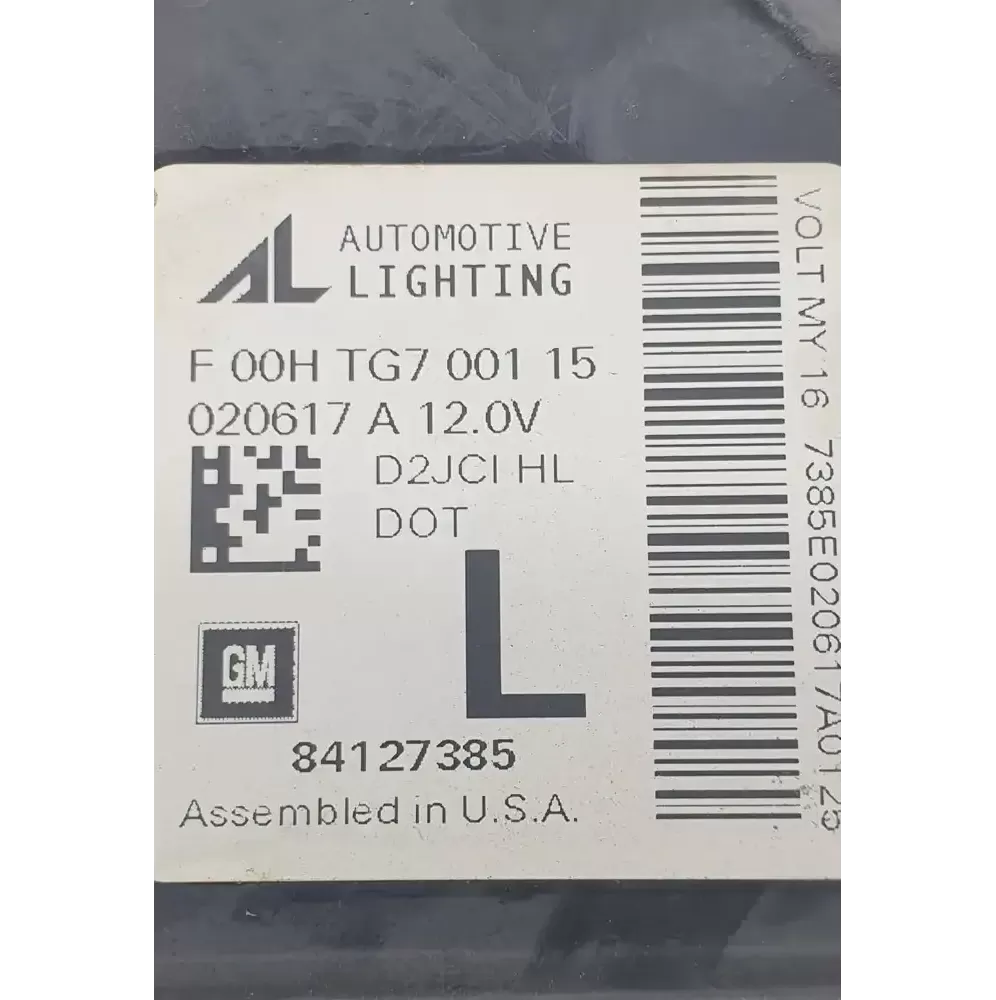 AL AUTOMOTIVE
LIGHTING
F 00H TG7 001 15
020617 A 12.0V
D2JCI HL
DOT
L
GM
84127385
Assembled in U.S.A.
VOLT MY 16 7385E020617A0125